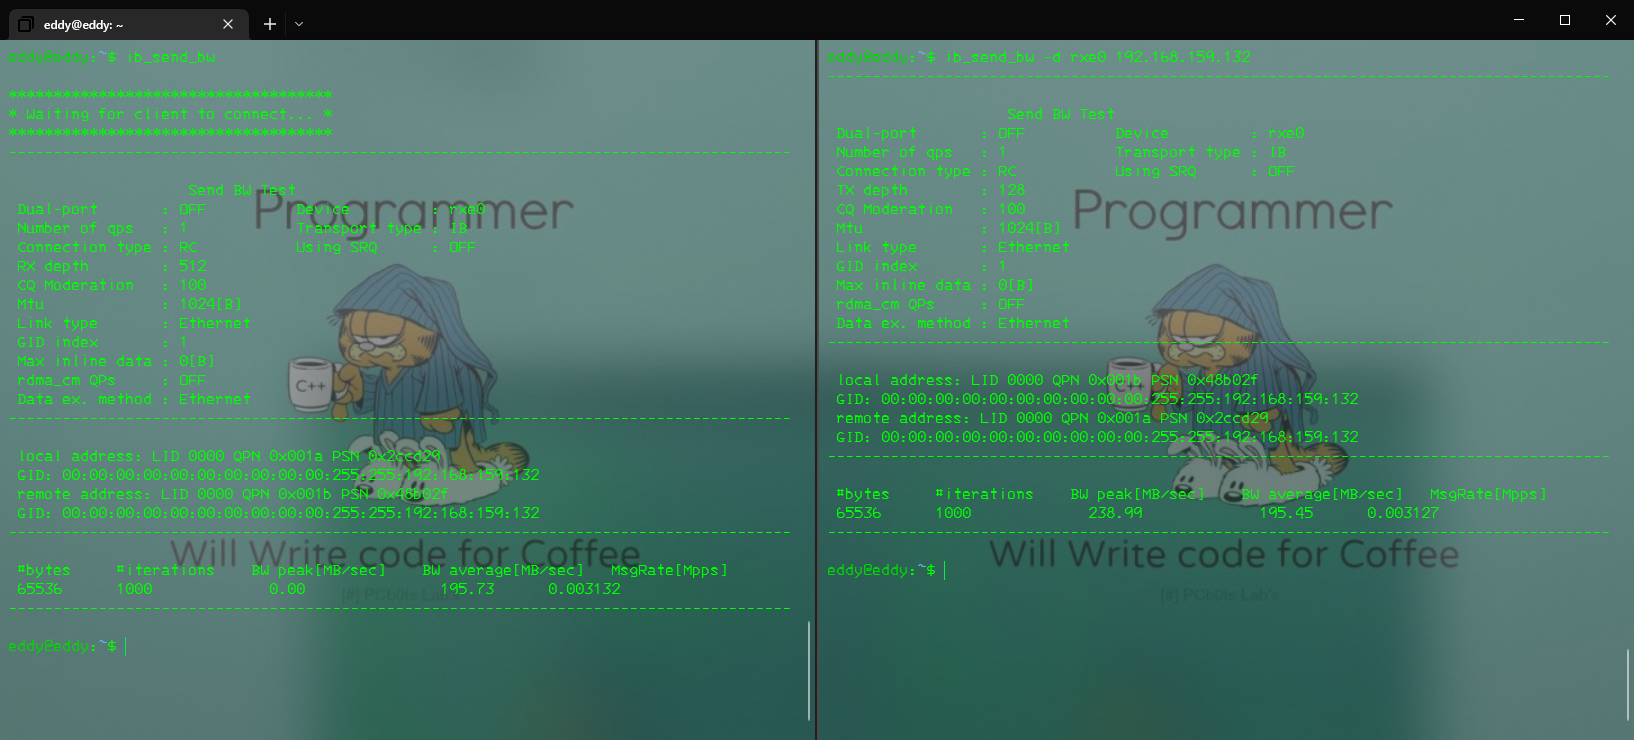 eddy@eddy: ~
eddy@eddy:~$ ib_send_bw
************************************
* Waiting for client to connect... *
************************************
---------------------------------------------------------------------------------------
Send BW Test
Dual-port : OFF Device : rxe0
Number of qps : 1 Transport type : IB
Connection type : RC Using SRQ : OFF
RX depth : 512
CQ Moderation : 100
Mtu : 1024[B]
Link type : Ethernet
GID index : 1
Max inline data : 0[B]
rdma_cm QPs : OFF
Data ex. method : Ethernet
---------------------------------------------------------------------------------------
local address: LID 0000 QPN 0x001a PSN 0x2ccd29
GID: 00:00:00:00:00:00:00:00:00:00:255:255:192:168:159:132
remote address: LID 0000 QPN 0x001b PSN 0x48b02f
GID: 00:00:00:00:00:00:00:00:00:00:255:255:192:168:159:132
---------------------------------------------------------------------------------------
#bytes #iterations BW peak[MB/sec] BW average[MB/sec] MsgRate[Mpps]
65536 1000 0.00 195.73 0.003132
---------------------------------------------------------------------------------------
eddy@eddy:~$
Programmer
C++
Will Write code for Coffee
[#] PCb0ts Lab's
eddy@eddy:~$ ib_send_bw -d rxe0 192.168.159.132
---------------------------------------------------------------------------------------
Send BW Test
Dual-port : OFF Device : rxe0
Number of qps : 1 Transport type : IB
Connection type : RC Using SRQ : OFF
TX depth : 128
CQ Moderation : 100
Mtu : 1024[B]
Link type : Ethernet
GID index : 1
Max inline data : 0[B]
rdma_cm QPs : OFF
Data ex. method : Ethernet
---------------------------------------------------------------------------------------
local address: LID 0000 QPN 0x001b PSN 0x48b02f
GID: 00:00:00:00:00:00:00:00:00:00:255:255:192:168:159:132
remote address: LID 0000 QPN 0x001a PSN 0x2ccd29
GID: 00:00:00:00:00:00:00:00:00:00:255:255:192:168:159:132
---------------------------------------------------------------------------------------
#bytes #iterations BW peak[MB/sec] BW average[MB/sec] MsgRate[Mpps]
65536 1000 238.99 195.45 0.003127
---------------------------------------------------------------------------------------
eddy@eddy:~$
Programmer
C++
Will Write code for Coffee
[#] PCb0ts Lab's